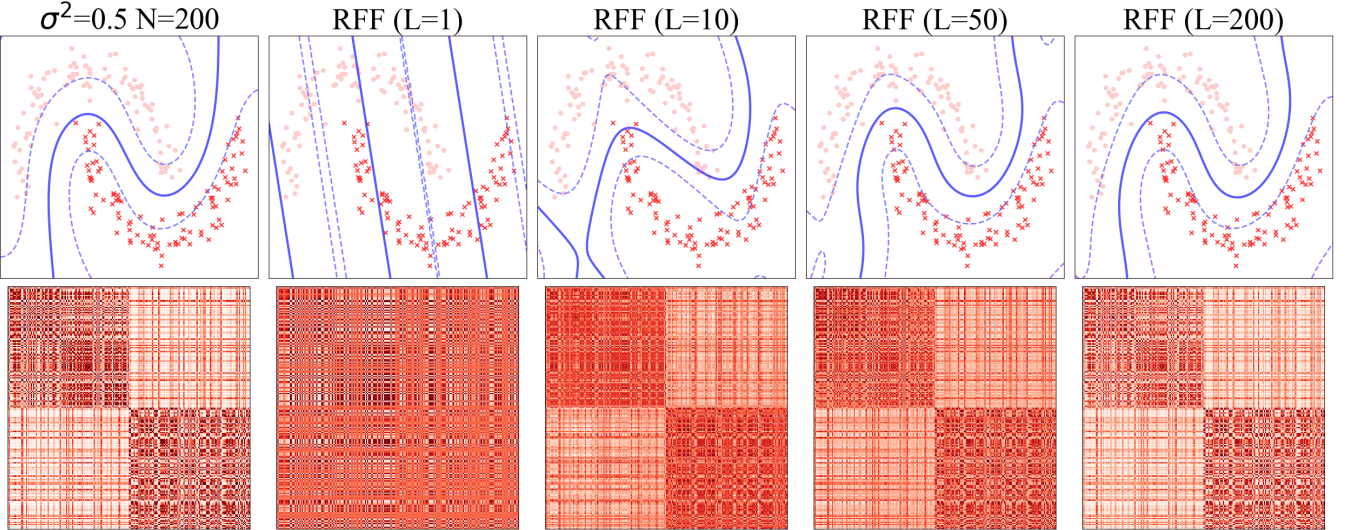 σ²=0.5 N=200
RFF (L=1)
RFF (L=10)
RFF (L=50)
RFF (L=200)